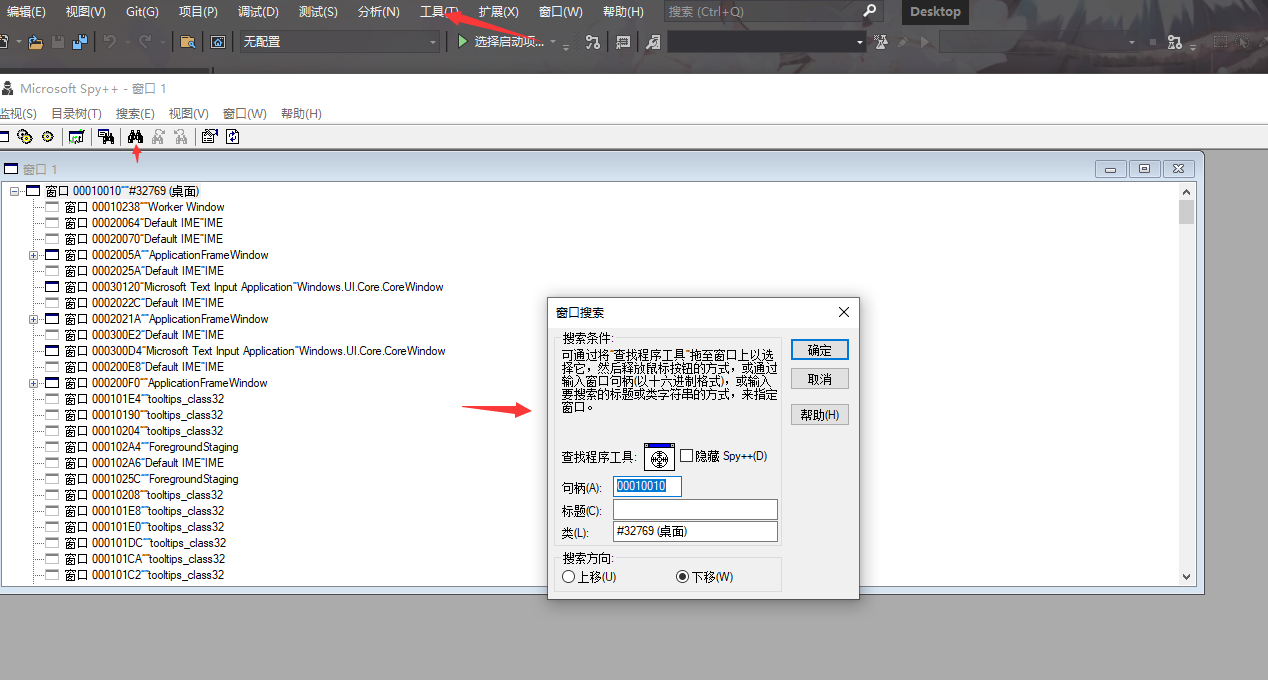 编辑(E) 视图(V) Git(G) 项目(P) 调试(D) 测试(S) 分析(N) 工具(T) 扩展(X) 窗口(W) 帮助(H) 搜索 (Ctrl+Q) Desktop
无配置 选择启动项...
Microsoft Spy++ - 窗口 1
监视(S) 目录树(T) 搜索(E) 视图(V) 窗口(W) 帮助(H)
窗口 1
窗口 00010010""#32769 (桌面)
窗口 00010238""Worker Window
窗口 00020064"Default IME"IME
窗口 00020070"Default IME"IME
窗口 0002005A""ApplicationFrameWindow
窗口 0002025A"Default IME"IME
窗口 00030120"Microsoft Text Input Application"Windows.UI.Core.CoreWindow
窗口 0002022C"Default IME"IME
窗口 0002021A""ApplicationFrameWindow
窗口 000300E2"Default IME"IME
窗口 000300D4"Microsoft Text Input Application"Windows.UI.Core.CoreWindow
窗口 000200E8"Default IME"IME
窗口 000200F0""ApplicationFrameWindow
窗口 000101E4""tooltips_class32
窗口 00010190""tooltips_class32
窗口 00010204""tooltips_class32
窗口 000102A4""ForegroundStaging
窗口 000102A6"Default IME"IME
窗口 0001025C""ForegroundStaging
窗口 00010208""tooltips_class32
窗口 000101E8""tooltips_class32
窗口 000101E0""tooltips_class32
窗口 000101DC""tooltips_class32
窗口 000101CA""tooltips_class32
窗口 000101C2""tooltips_class32
窗口搜索
搜索条件:
可通过将"查找程序工具"拖至窗口上以选
择它，然后释放鼠标按钮的方式，或通过
输入窗口句柄(以十六进制格式)，或输入
要搜索的标题或类字符串的方式，来指定
窗口。
确定
取消
帮助(H)
查找程序工具: 隐藏 Spy++(D)
句柄(A): 00010010
标题(C):
类(L): #32769 (桌面)
搜索方向:
上移(U) 下移(W)